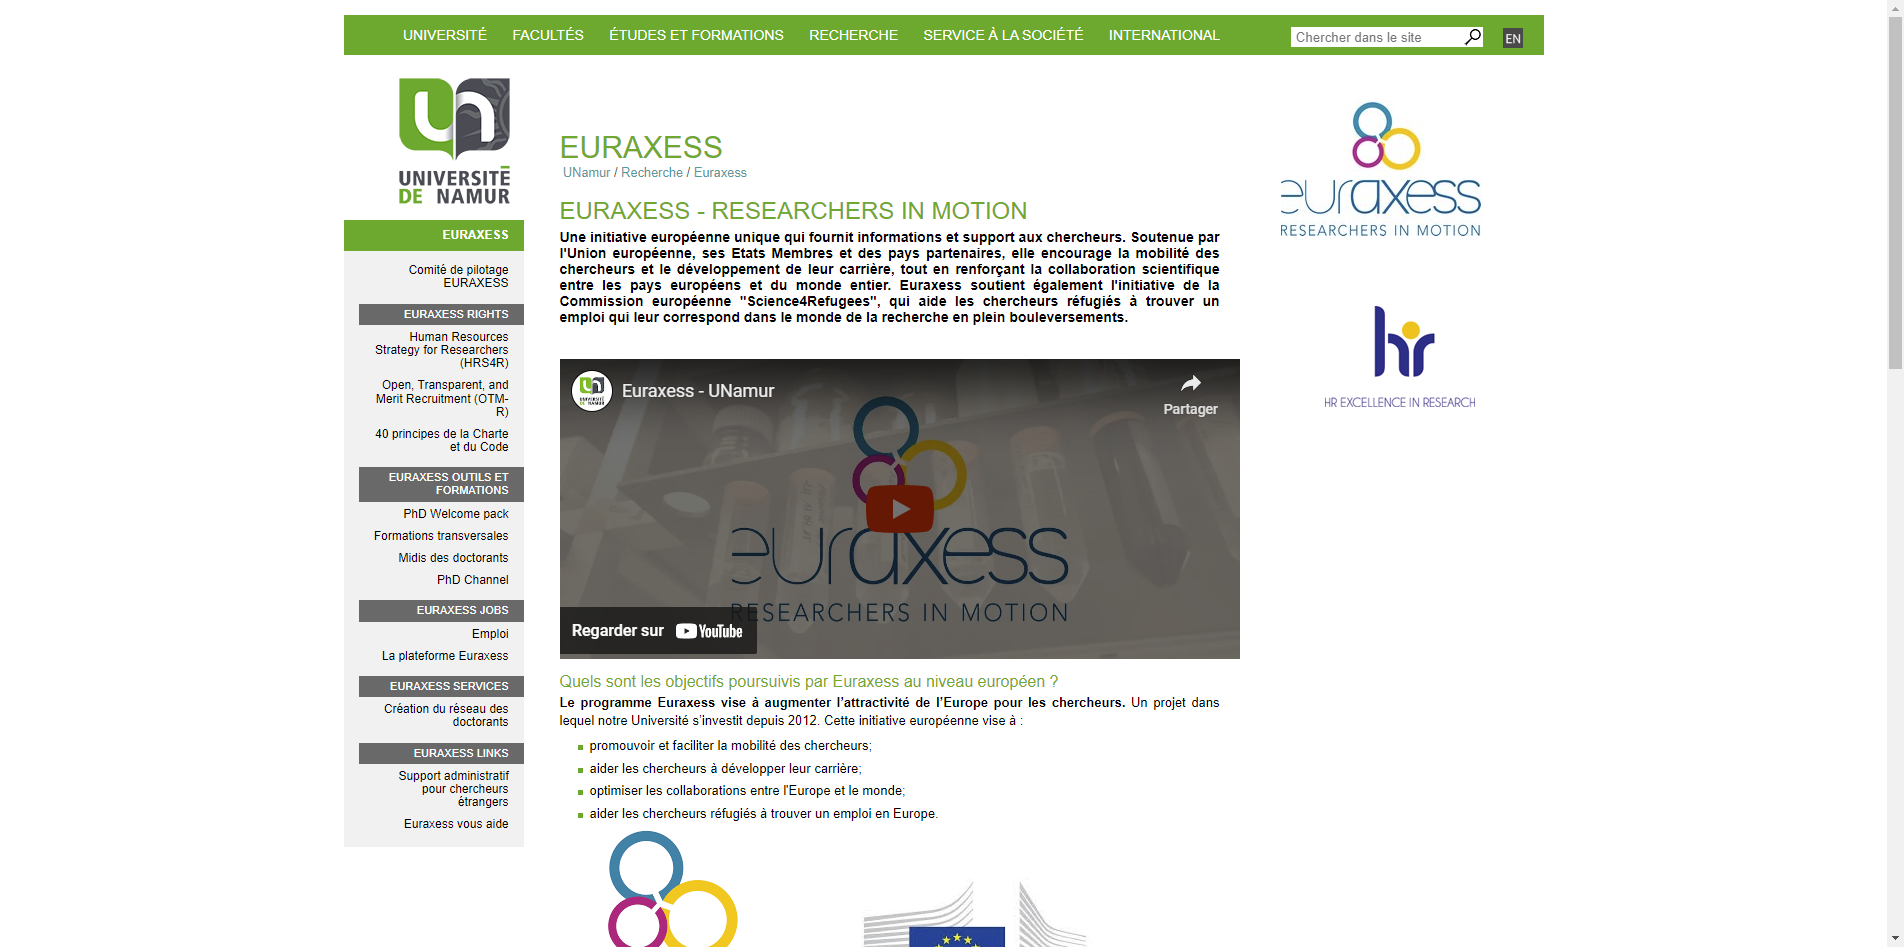 UNIVERSITÉ FACULTÉS ÉTUDES ET FORMATIONS RECHERCHE SERVICE À LA SOCIÉTÉ INTERNATIONAL Chercher dans le site EN
UNIVERSITÉ
DE NAMUR
EURAXESS
Comité de pilotage
EURAXESS
EURAXESS RIGHTS
Human Resources
Strategy for Researchers
(HRS4R)
Open, Transparent, and
Merit Recruitment (OTM-
R)
40 principes de la Charte
et du Code
EURAXESS OUTILS ET
FORMATIONS
PhD Welcome pack
Formations transversales
Midis des doctorants
PhD Channel
EURAXESS JOBS
Emploi
La plateforme Euraxess
EURAXESS SERVICES
Création du réseau des
doctorants
EURAXESS LINKS
Support administratif
pour chercheurs
étrangers
Euraxess vous aide
EURAXESS
UNamur / Recherche / Euraxess
EURAXESS - RESEARCHERS IN MOTION
Une initiative européenne unique qui fournit informations et support aux chercheurs. Soutenue par
l'Union européenne, ses Etats Membres et des pays partenaires, elle encourage la mobilité des
chercheurs et le développement de leur carrière, tout en renforçant la collaboration scientifique
entre les pays européens et du monde entier. Euraxess soutient également l'initiative de la
Commission européenne "Science4Refugees", qui aide les chercheurs réfugiés à trouver un
emploi qui leur correspond dans le monde de la recherche en plein bouleversements.
UNIVERSITÉ
DE NAMUR
Euraxess - UNamur
Partager
euraxess
RESEARCHERS IN MOTION
Regarder sur YouTube
Quels sont les objectifs poursuivis par Euraxess au niveau européen ?
Le programme Euraxess vise à augmenter l’attractivité de l’Europe pour les chercheurs. Un projet dans
lequel notre Université s’investit depuis 2012. Cette initiative européenne vise à :
promouvoir et faciliter la mobilité des chercheurs;
aider les chercheurs à développer leur carrière;
optimiser les collaborations entre l'Europe et le monde;
aider les chercheurs réfugiés à trouver un emploi en Europe.
euraxess
RESEARCHERS IN MOTION
hr
HR EXCELLENCE IN RESEARCH